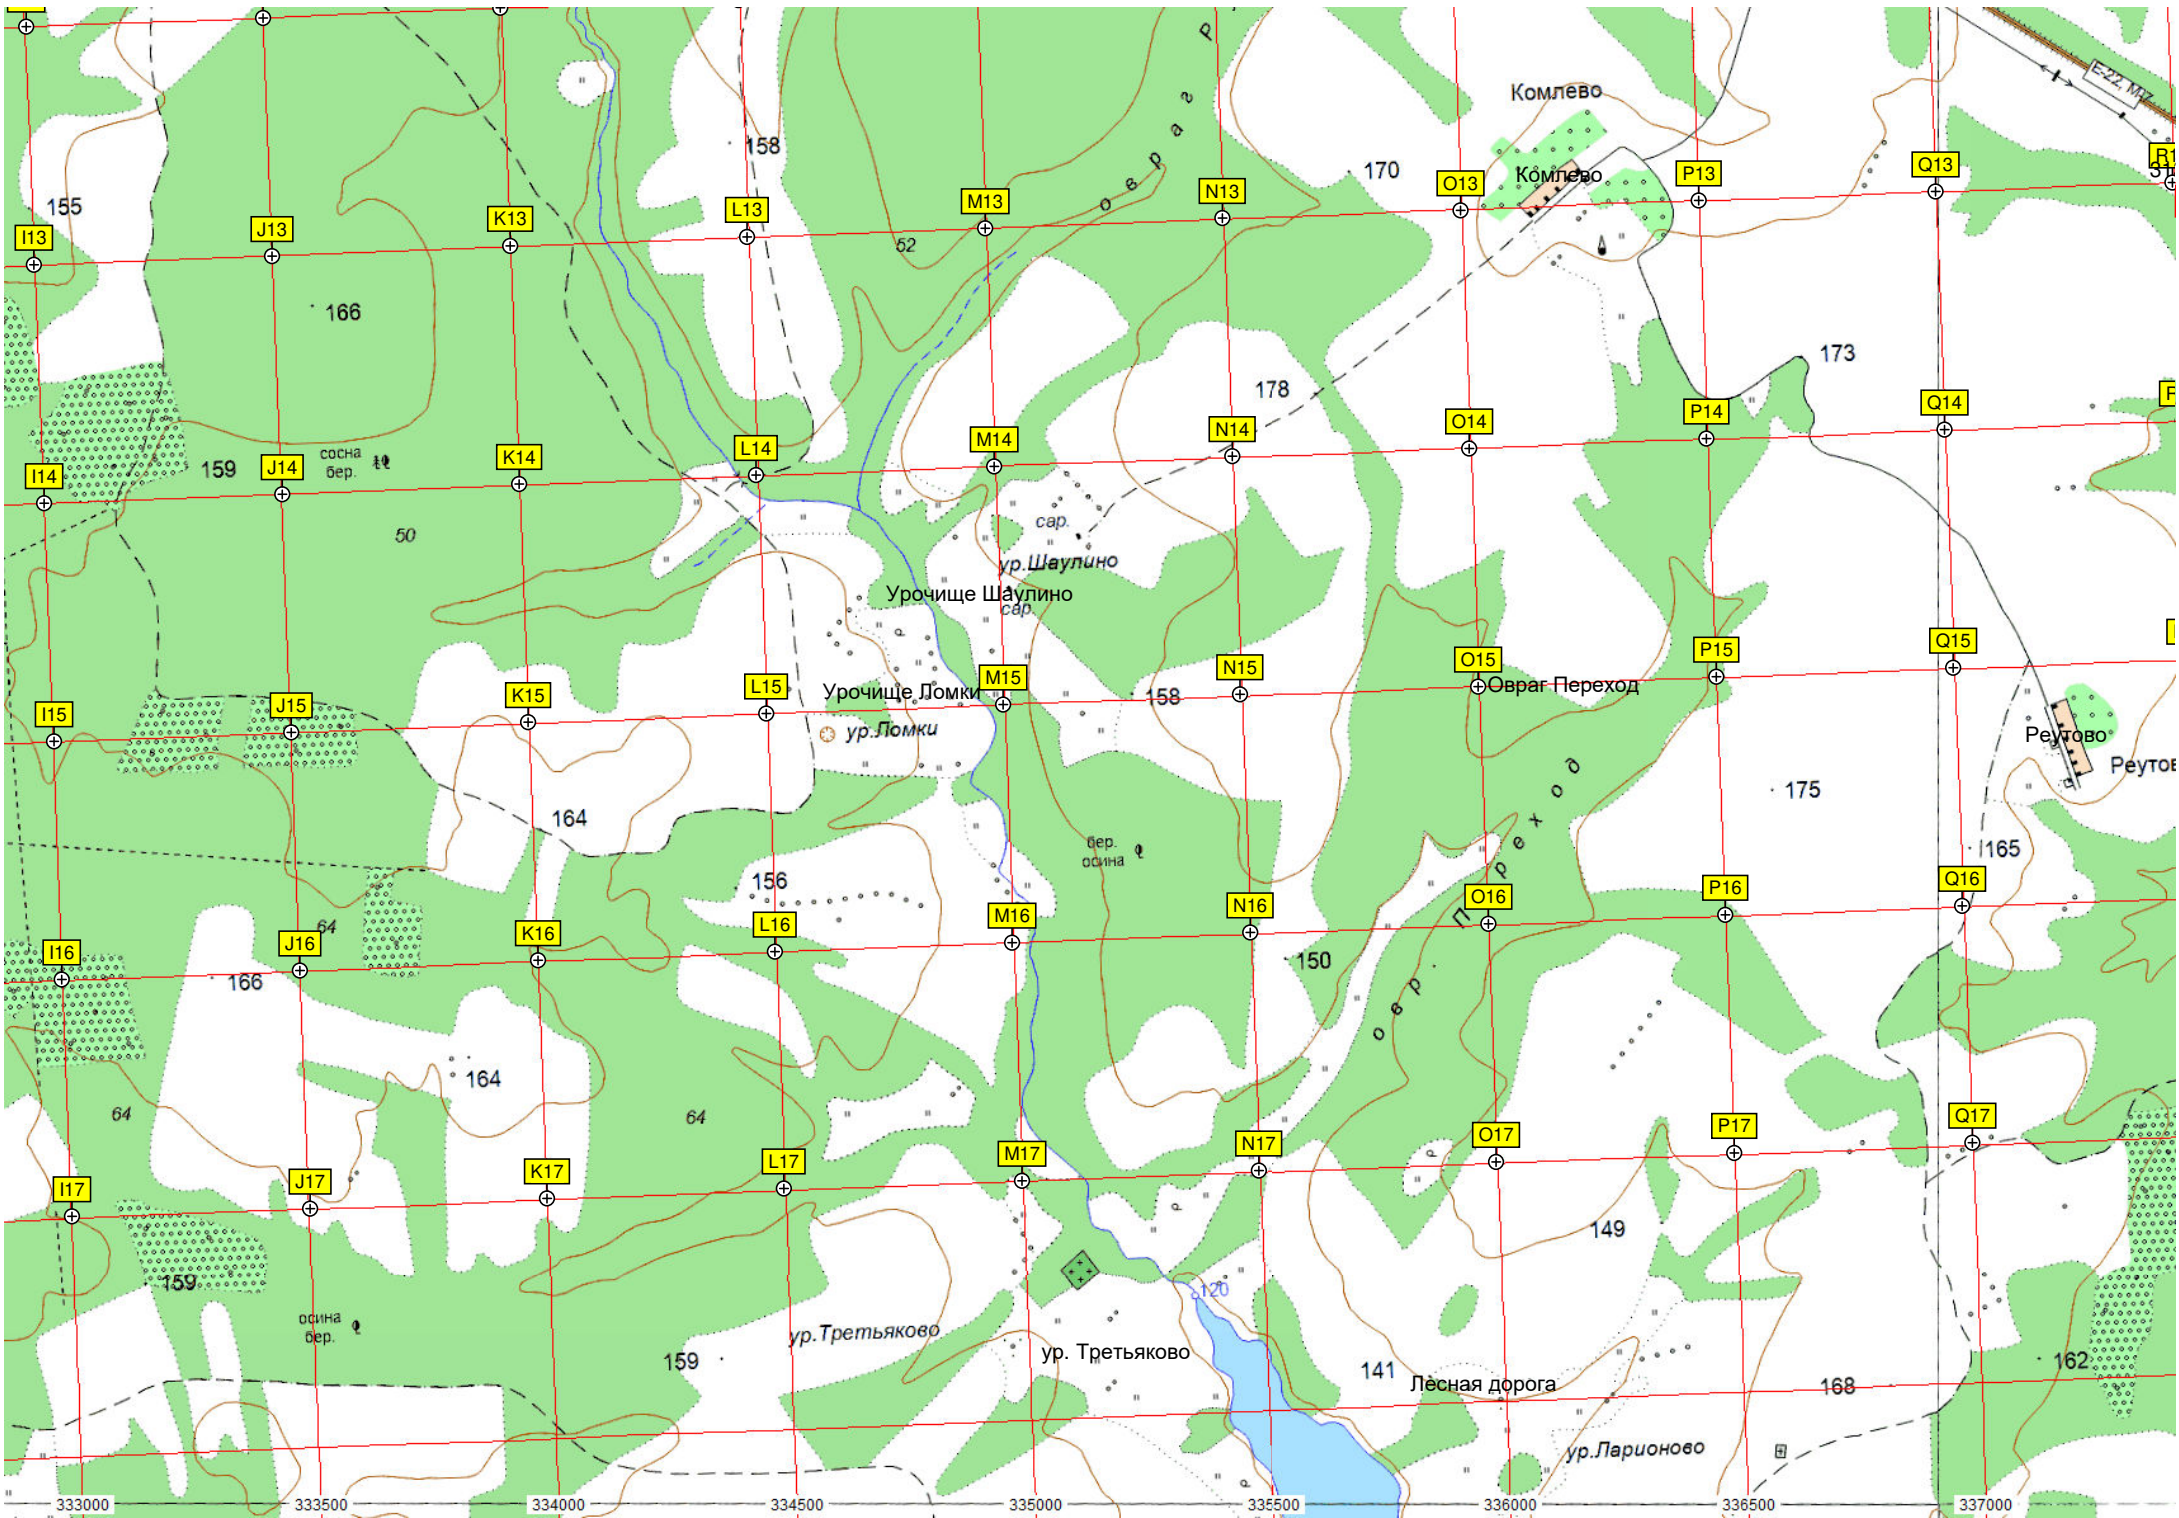 Комлево
E-22, M-7
158
овраг
170
Комлево
O13
P13
Q13
155
I13
J13
K13
L13
M13
N13
52
166
173
178
I14
159
J14
сосна
бер.
K14
L14
M14
N14
O14
P14
Q14
50
сар.
ур.Шаулино
Урочище Шаулино
сар.
I15
J15
K15
L15
Урочище Ломки
M15
N15
158
O15
Овраг Переход
P15
Q15
ур.Ломки
Реутово
Реутов
175
164
бер.
осина
165
156
овр. Переход
I16
J16
64
K16
L16
M16
N16
O16
P16
Q16
166
150
164
64
64
I17
J17
K17
L17
M17
N17
O17
P17
Q17
149
159
120
осина
бер.
ур.Третьяково
159
ур. Третьяково
141
Лесная дорога
168
162
ур.Ларионово
333000
333500
334000
334500
335000
335500
336000
336500
337000